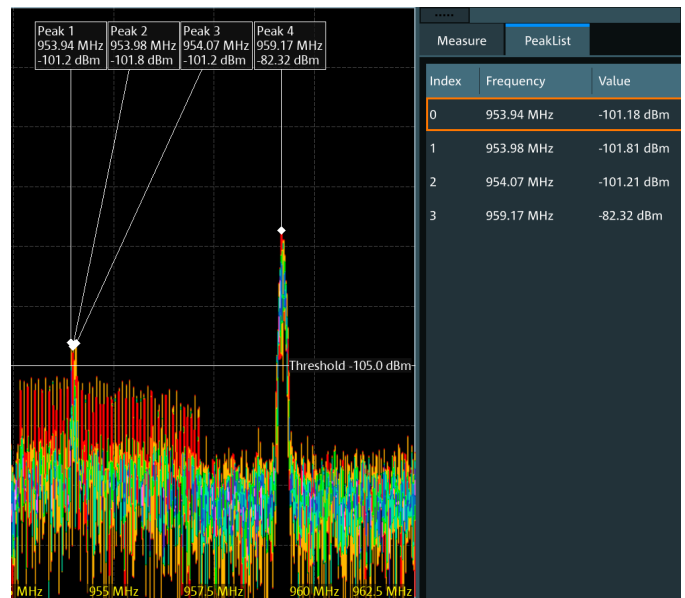 Peak 1
953.94 MHz
-101.2 dBm
Peak 2
953.98 MHz
-101.8 dBm
Peak 3
954.07 MHz
-101.2 dBm
Peak 4
959.17 MHz
-82.32 dBm
Threshold -105.0 dBm
MHz
955 MHz
957.5 MHz
960 MHz
962.5 MHz
Measure PeakList
Index Frequency Value
0 953.94 MHz -101.18 dBm
1 953.98 MHz -101.81 dBm
2 954.07 MHz -101.21 dBm
3 959.17 MHz -82.32 dBm